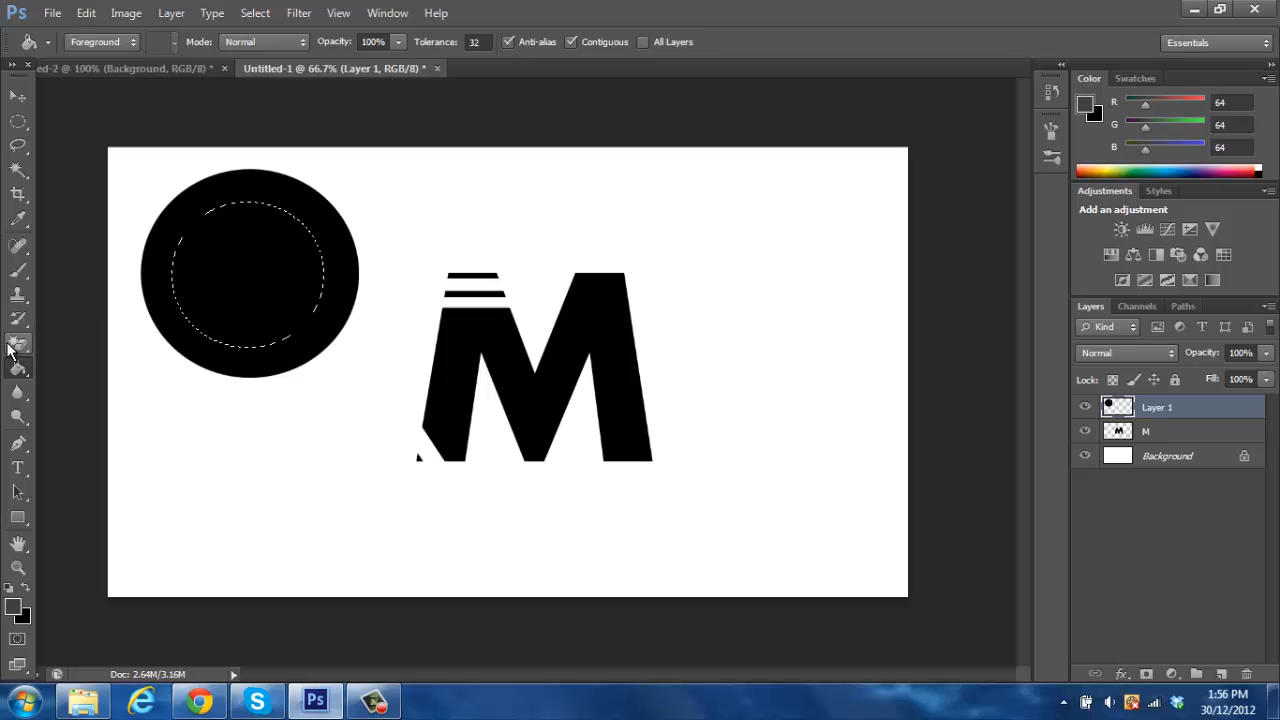 Ps File Edit Image Layer Type Select Filter View Window Help
Foreground Mode: Normal Opacity: 100% Tolerance: 32 Anti-alias Contiguous All Layers Essentials
ed-2 @ 100% (Background, RGB/8) * × Untitled-1 @ 66.7% (Layer 1, RGB/8) * ×
Color Swatches
R 64
G 64
B 64
Adjustments Styles
Add an adjustment
M
Layers Channels Paths
Kind
Normal Opacity: 100%
Lock: Fill: 100%
Layer 1
M
Background
T
Doc: 2.64M/3.16M
fx
Ps
1:56 PM
30/12/2012